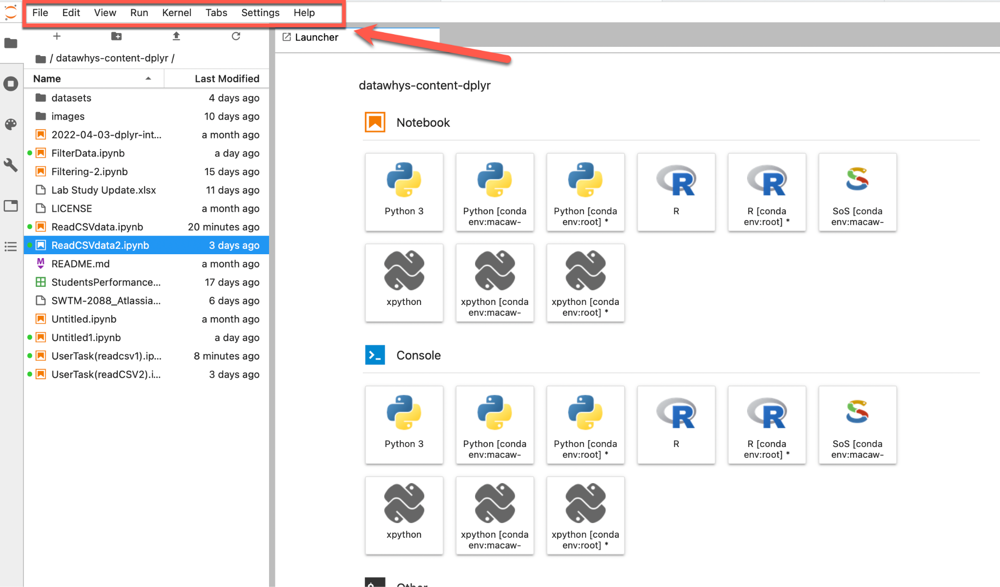 File Edit View Run Kernel Tabs Settings Help
Launcher
/ datawhys-content-dplyr /
Name Last Modified
datasets 4 days ago
images 10 days ago
2022-04-03-dplyr-int... a month ago
FilterData.ipynb a day ago
Filtering-2.ipynb 15 days ago
Lab Study Update.xlsx 11 days ago
LICENSE a month ago
ReadCSVdata.ipynb 20 minutes ago
ReadCSVdata2.ipynb 3 days ago
README.md a month ago
StudentsPerformance... 17 days ago
SWTM-2088_Atlassia... 6 days ago
Untitled.ipynb a month ago
Untitled1.ipynb a day ago
UserTask(readcsv1).ip... 8 minutes ago
UserTask(readCSV2).i... 3 days ago
datawhys-content-dplyr
Notebook
Python 3
Python [conda
env:macaw-
Python [conda
env:root] *
R
R [conda
env:root] *
SoS [conda
env:macaw-
xpython
xpython [conda
env:macaw-
xpython [conda
env:root] *
Console
Python 3
Python [conda
env:macaw-
Python [conda
env:root] *
R
R [conda
env:root] *
SoS [conda
env:macaw-
xpython
xpython [conda
env:macaw-
xpython [conda
env:root] *
Other